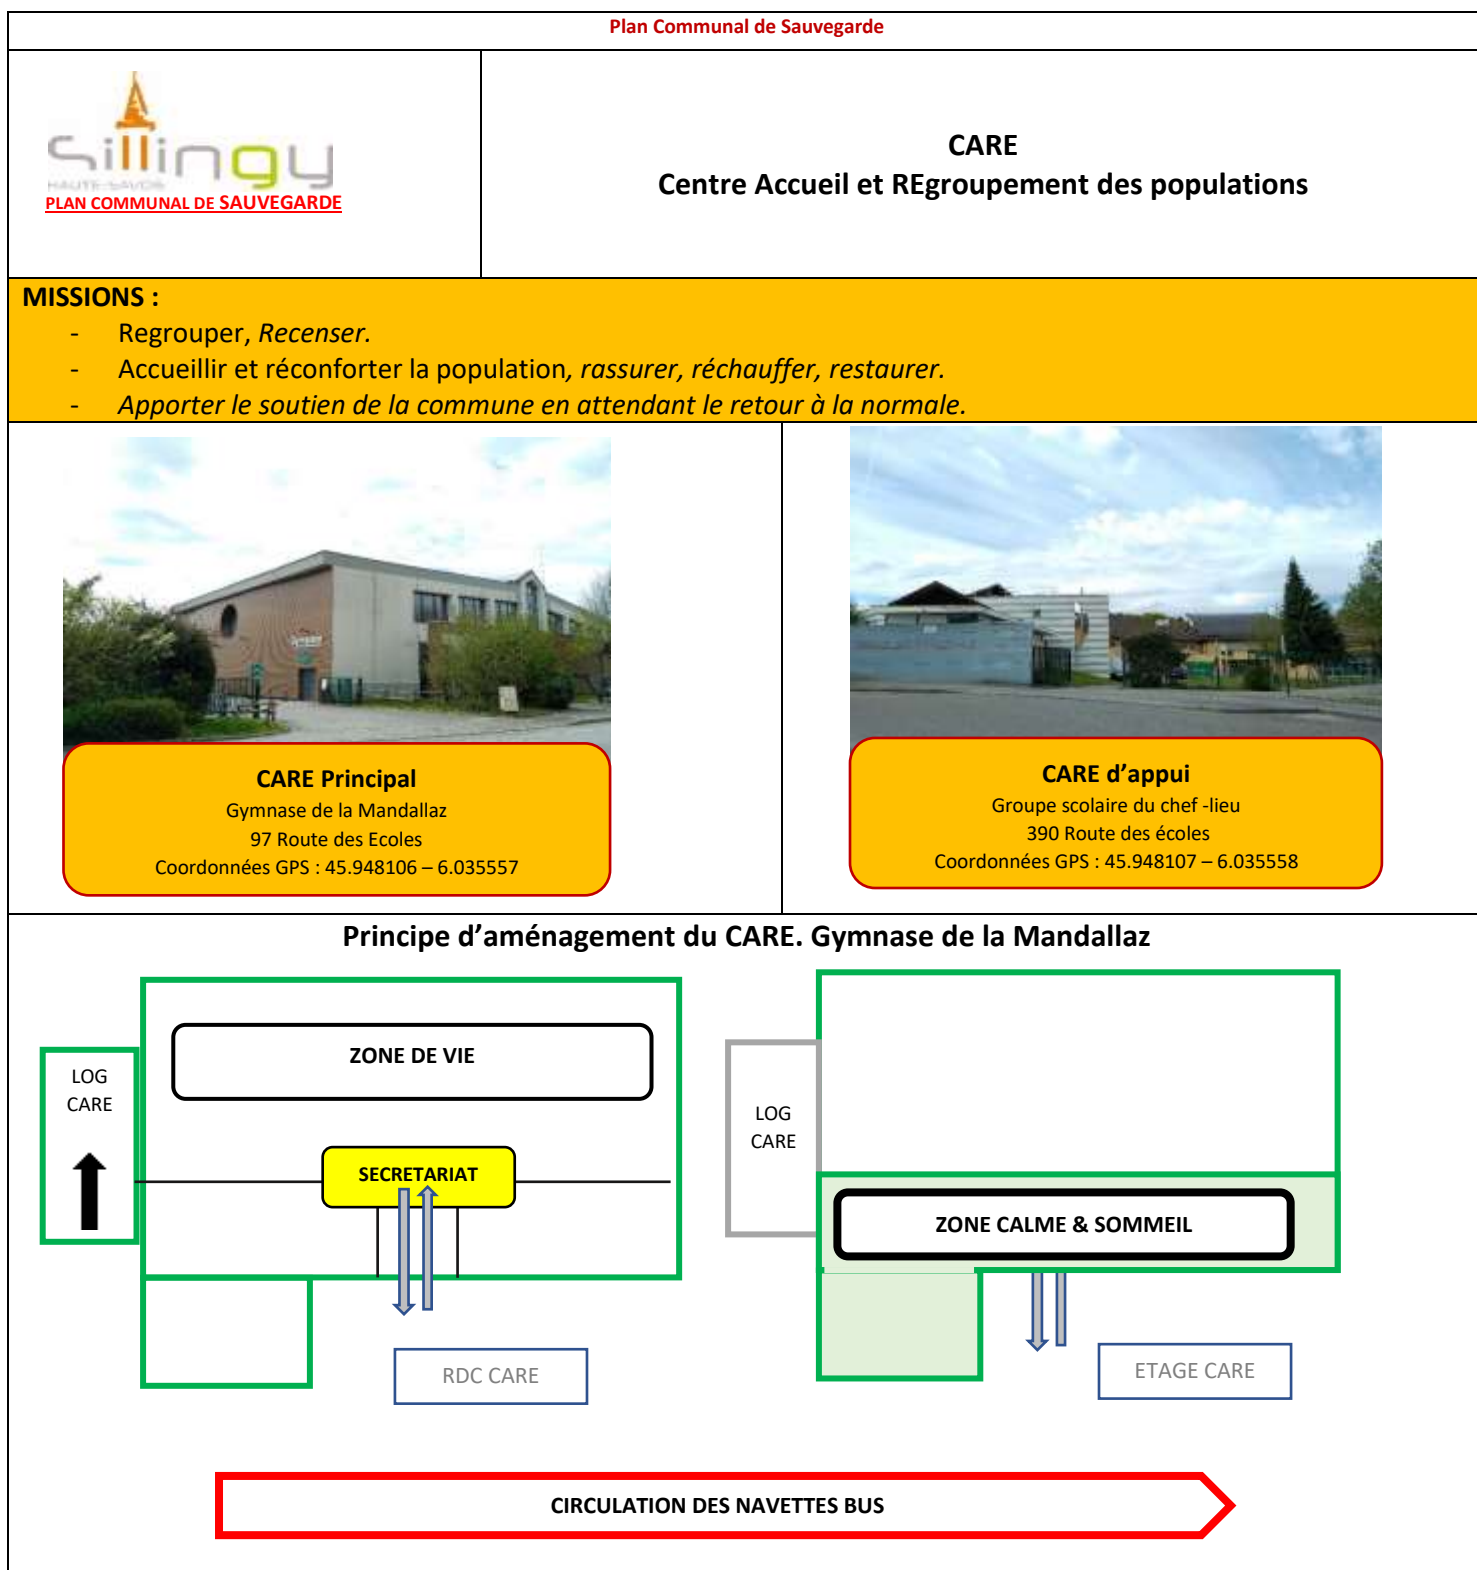 Plan Communal de Sauvegarde
Sillingy
HAUTE-SAVOIE
PLAN COMMUNAL DE SAUVEGARDE
CARE
Centre Accueil et REgroupement des populations
MISSIONS :
- Regrouper, Recenser.
- Accueillir et réconforter la population, rassurer, réchauffer, restaurer.
- Apporter le soutien de la commune en attendant le retour à la normale.
CARE Principal
Gymnase de la Mandallaz
97 Route des Ecoles
Coordonnées GPS : 45.948106 – 6.035557
CARE d’appui
Groupe scolaire du chef -lieu
390 Route des écoles
Coordonnées GPS : 45.948107 – 6.035558
Principe d’aménagement du CARE. Gymnase de la Mandallaz
ZONE DE VIE
LOG
CARE
SECRETARIAT
RDC CARE
LOG
CARE
ZONE CALME & SOMMEIL
ETAGE CARE
CIRCULATION DES NAVETTES BUS